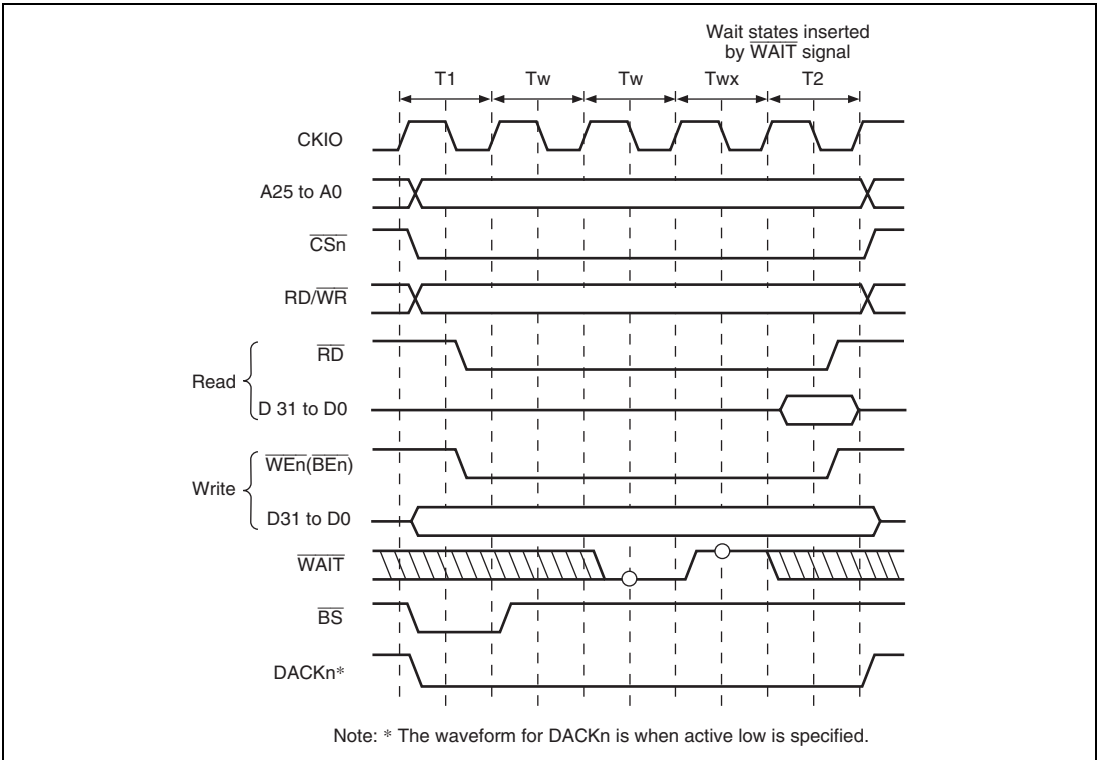 Wait states inserted
by WAIT signal
T1 Tw Tw Twx T2
CKIO
A25 to A0
CSn
RD/WR
RD
Read
D 31 to D0
WEn(BEn)
Write
D31 to D0
WAIT
BS
DACKn*
Note: * The waveform for DACKn is when active low is specified.